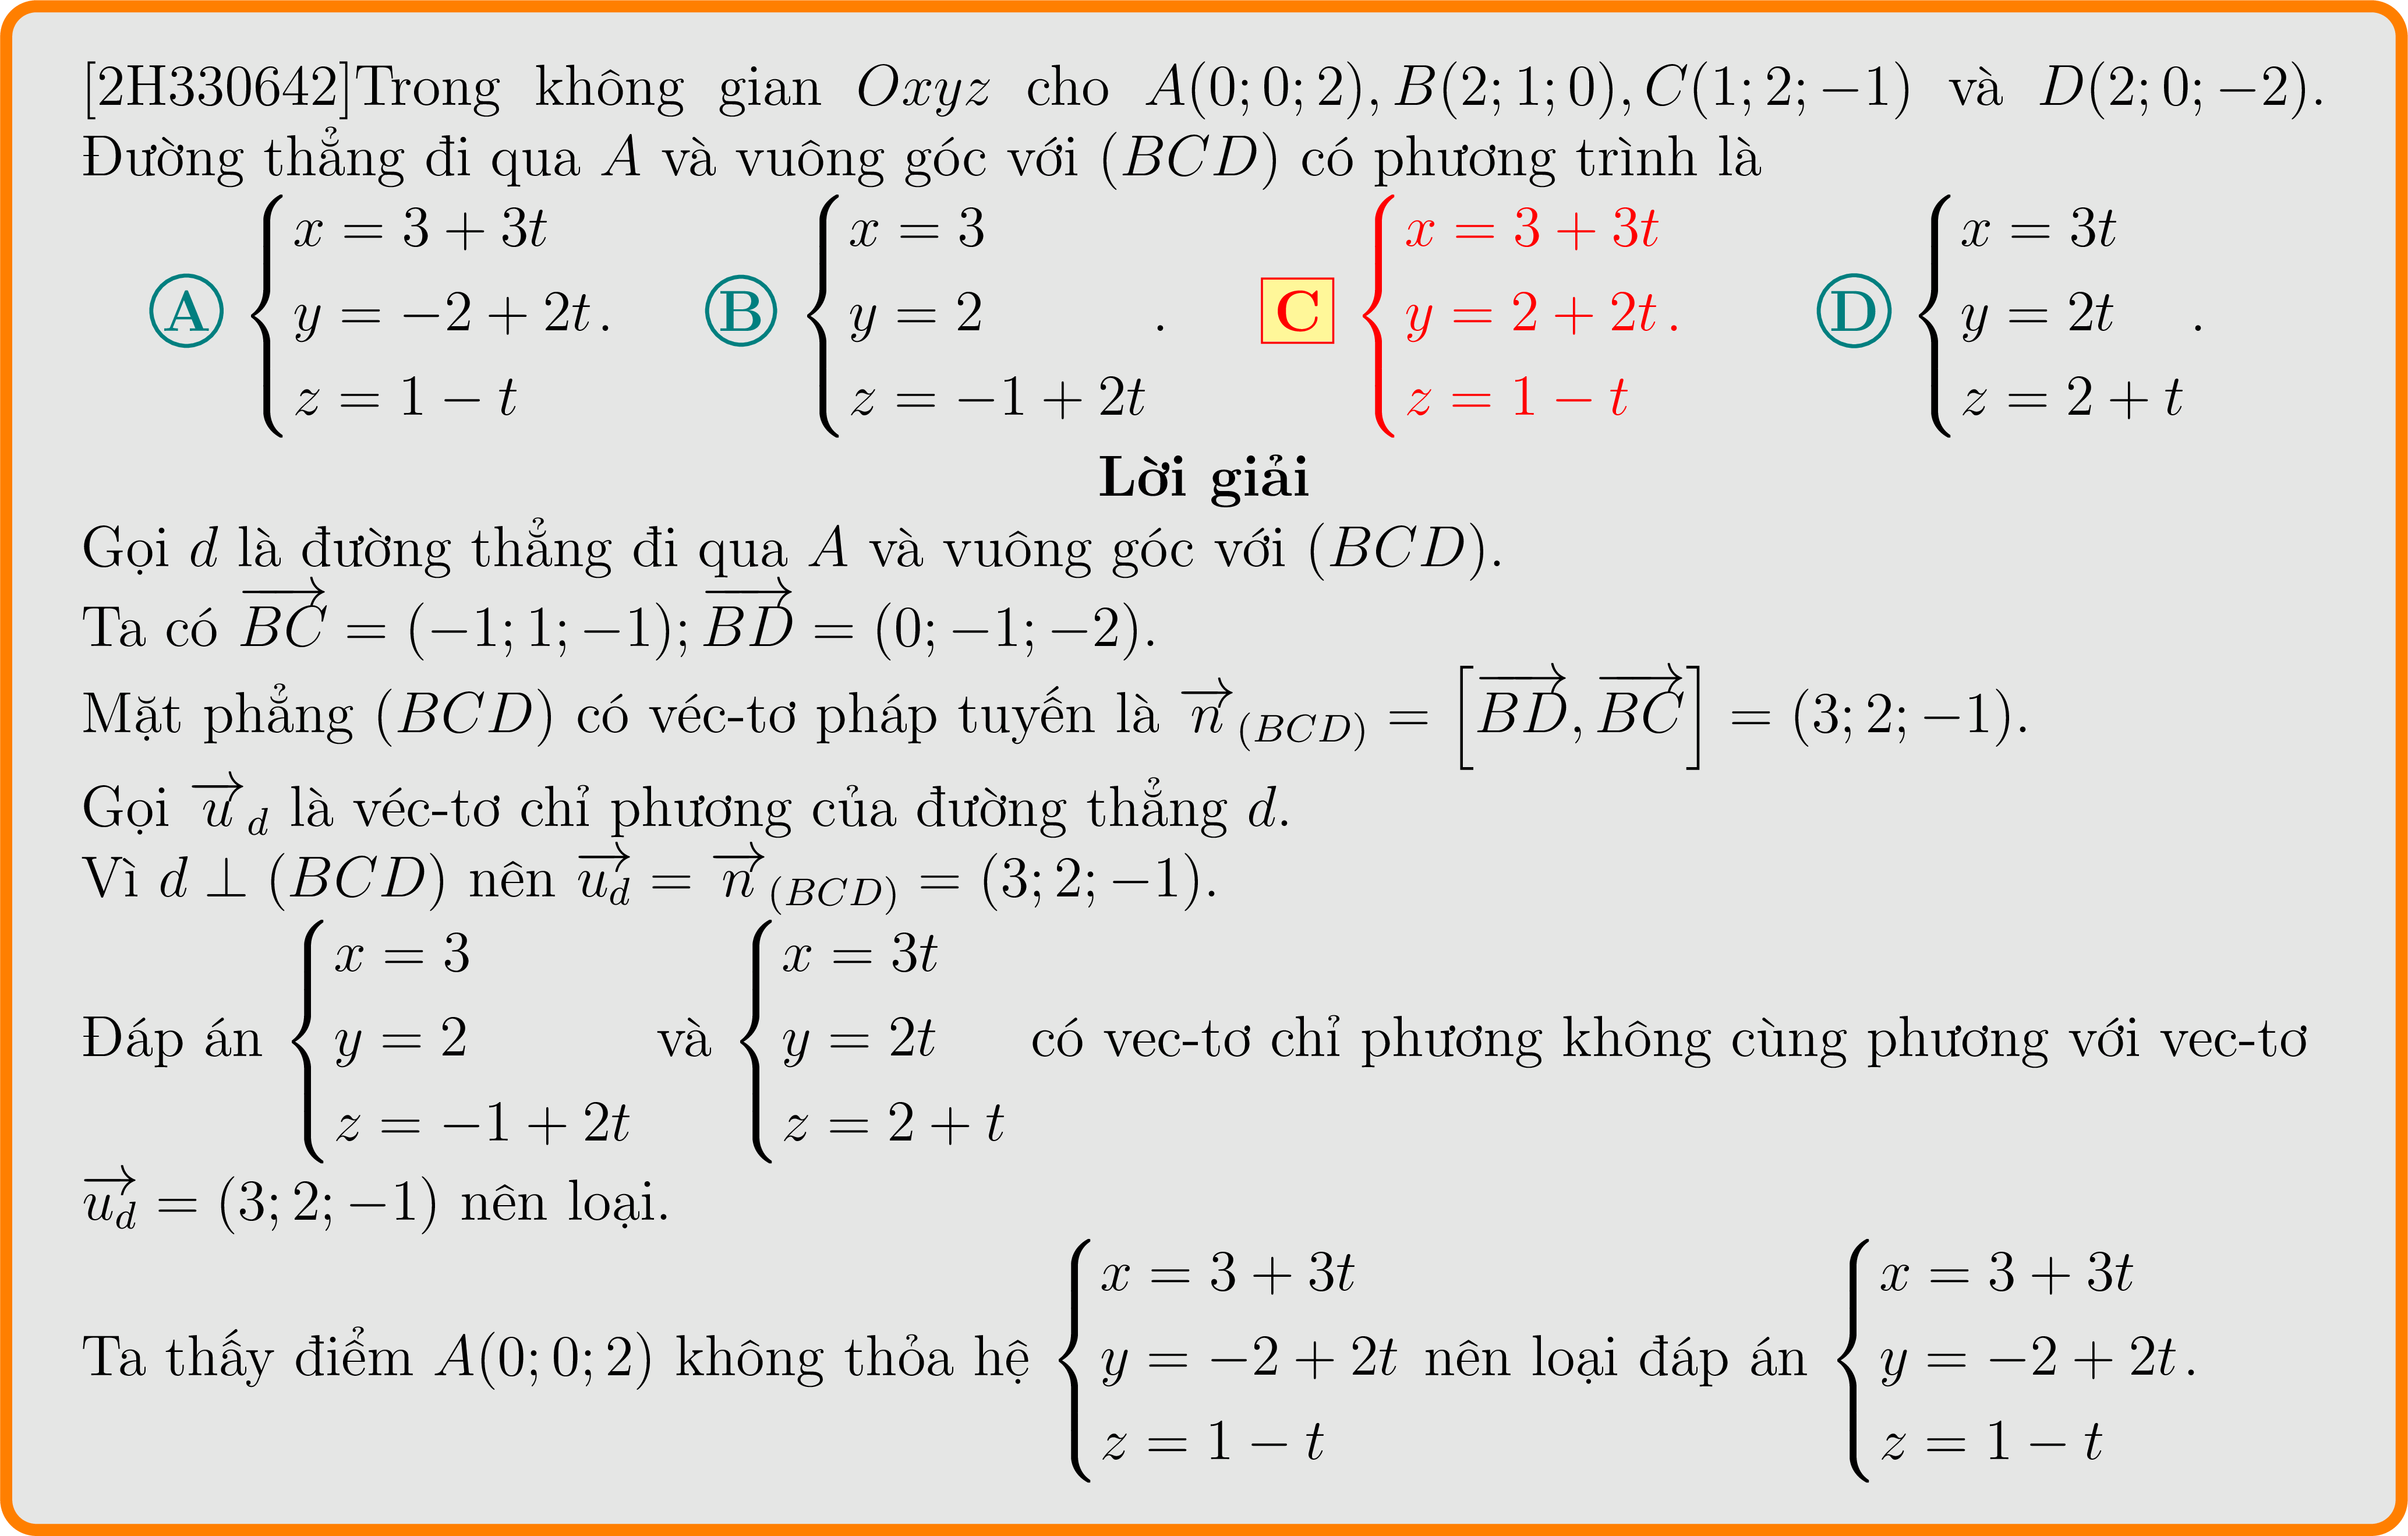 [2H330642]Trong không gian $Oxyz$ cho $A(0; 0; 2), B(2; 1; 0), C(1; 2; -1)$ và $D(2; 0; -2)$.
Đường thẳng đi qua $A$ và vuông góc với $(BCD)$ có phương trình là
A $\begin{cases} x = 3 + 3t \\ y = -2 + 2t \\ z = 1 - t \end{cases}$. B $\begin{cases} x = 3 \\ y = 2 \\ z = -1 + 2t \end{cases}$. C $\begin{cases} x = 3 + 3t \\ y = 2 + 2t \\ z = 1 - t \end{cases}$. D $\begin{cases} x = 3t \\ y = 2t \\ z = 2 + t \end{cases}$.
Lời giải
Gọi $d$ là đường thẳng đi qua $A$ và vuông góc với $(BCD)$.
Ta có $\overrightarrow{BC} = (-1; 1; -1); \overrightarrow{BD} = (0; -1; -2)$.
Mặt phẳng $(BCD)$ có véc-tơ pháp tuyến là $\overrightarrow{n}_{(BCD)} = \left[\overrightarrow{BD}, \overrightarrow{BC}\right] = (3; 2; -1)$.
Gọi $\overrightarrow{u}_d$ là véc-tơ chỉ phương của đường thẳng $d$.
Vì $d \perp (BCD)$ nên $\overrightarrow{u_d} = \overrightarrow{n}_{(BCD)} = (3; 2; -1)$.
Đáp án $\begin{cases} x = 3 \\ y = 2 \\ z = -1 + 2t \end{cases}$ và $\begin{cases} x = 3t \\ y = 2t \\ z = 2 + t \end{cases}$ có vec-tơ chỉ phương không cùng phương với vec-tơ
$\overrightarrow{u_d} = (3; 2; -1)$ nên loại.
Ta thấy điểm $A(0; 0; 2)$ không thỏa hệ $\begin{cases} x = 3 + 3t \\ y = -2 + 2t \\ z = 1 - t \end{cases}$ nên loại đáp án $\begin{cases} x = 3 + 3t \\ y = -2 + 2t \\ z = 1 - t \end{cases}$.